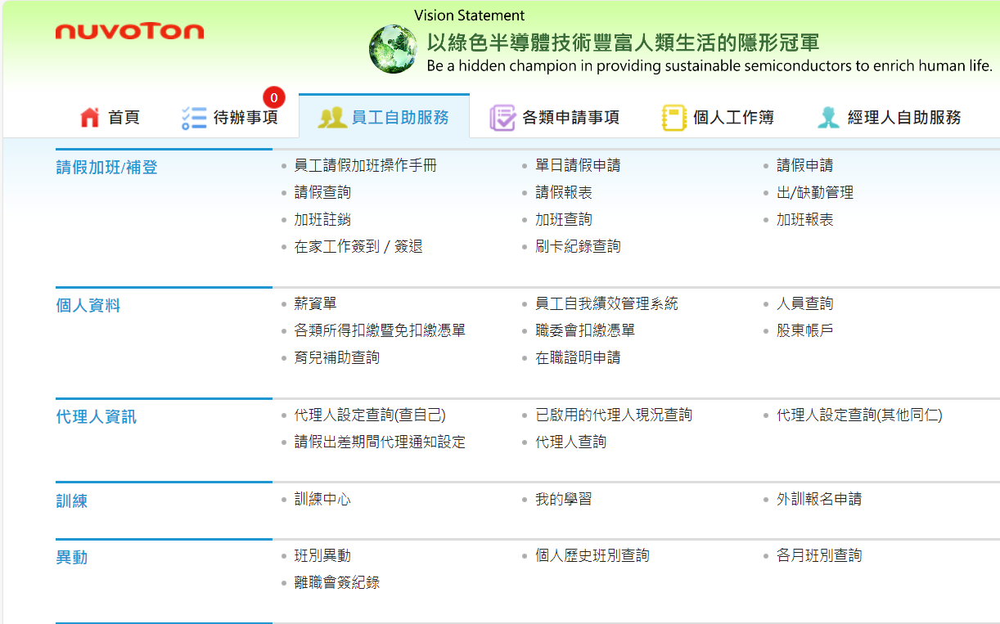 nuvoTon
Vision Statement
以綠色半導體技術豐富人類生活的隱形冠軍
Be a hidden champion in providing sustainable semiconductors to enrich human life.
0
首頁 待辦事項 員工自助服務 各類申請事項 個人工作簿 經理人自助服務
請假加班/補登
員工請假加班操作手冊 單日請假申請 請假申請
請假查詢 請假報表 出/缺勤管理
加班註銷 加班查詢 加班報表
在家工作簽到 / 簽退 刷卡紀錄查詢
個人資料
薪資單 員工自我績效管理系統 人員查詢
各類所得扣繳暨免扣繳憑單 職委會扣繳憑單 股東帳戶
育兒補助查詢 在職證明申請
代理人資訊
代理人設定查詢(查自己) 已啟用的代理人現況查詢 代理人設定查詢(其他同仁)
請假出差期間代理通知設定 代理人查詢
訓練
訓練中心 我的學習 外訓報名申請
異動
班別異動 個人歷史班別查詢 各月班別查詢
離職會簽紀錄